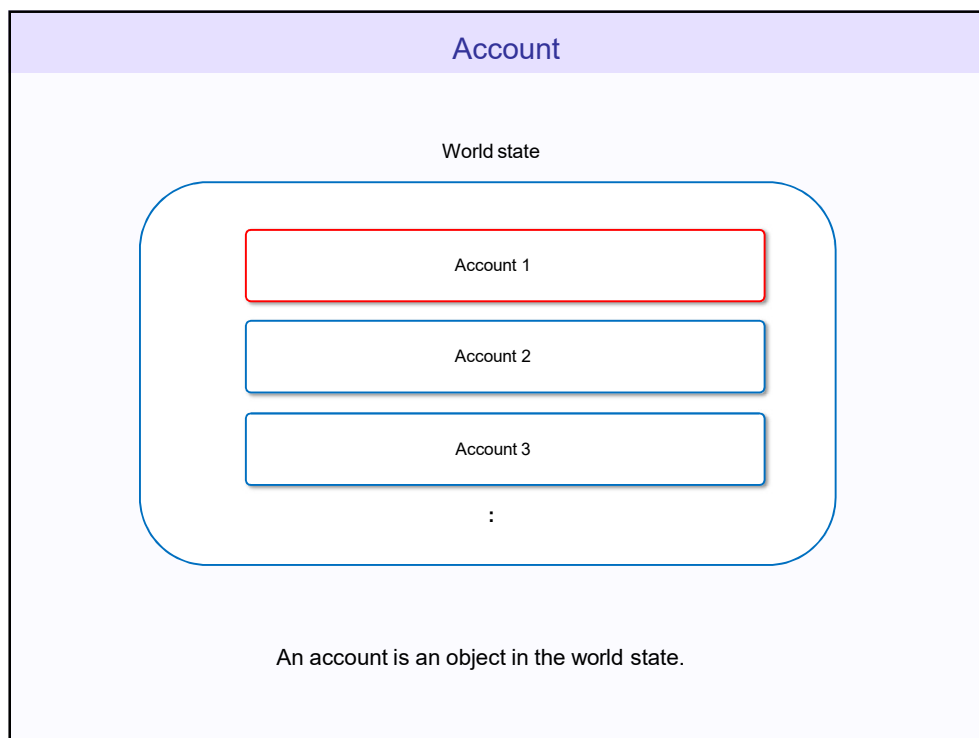 Account
World state
Account 1
Account 2
Account 3
:
An account is an object in the world state.